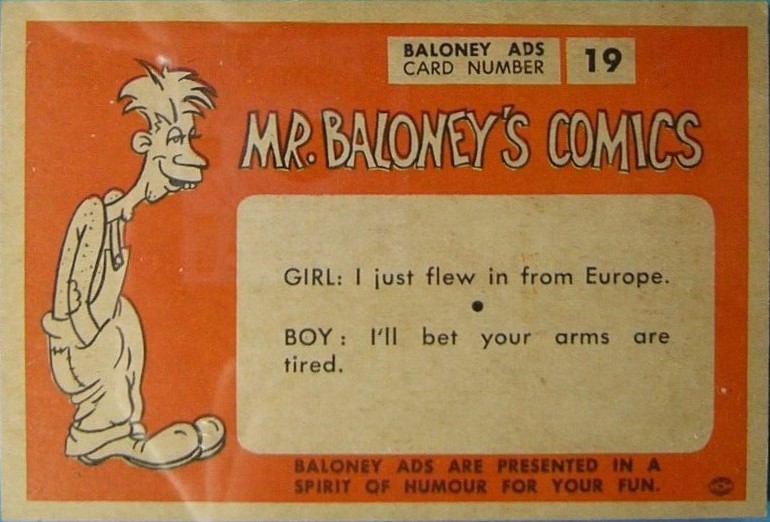 BALONEY ADS
CARD NUMBER
19
MR. BALONEY'S COMICS
GIRL: I just flew in from Europe.
BOY: I'll bet your arms are
tired.
BALONEY ADS ARE PRESENTED IN A
SPIRIT OF HUMOUR FOR YOUR FUN.